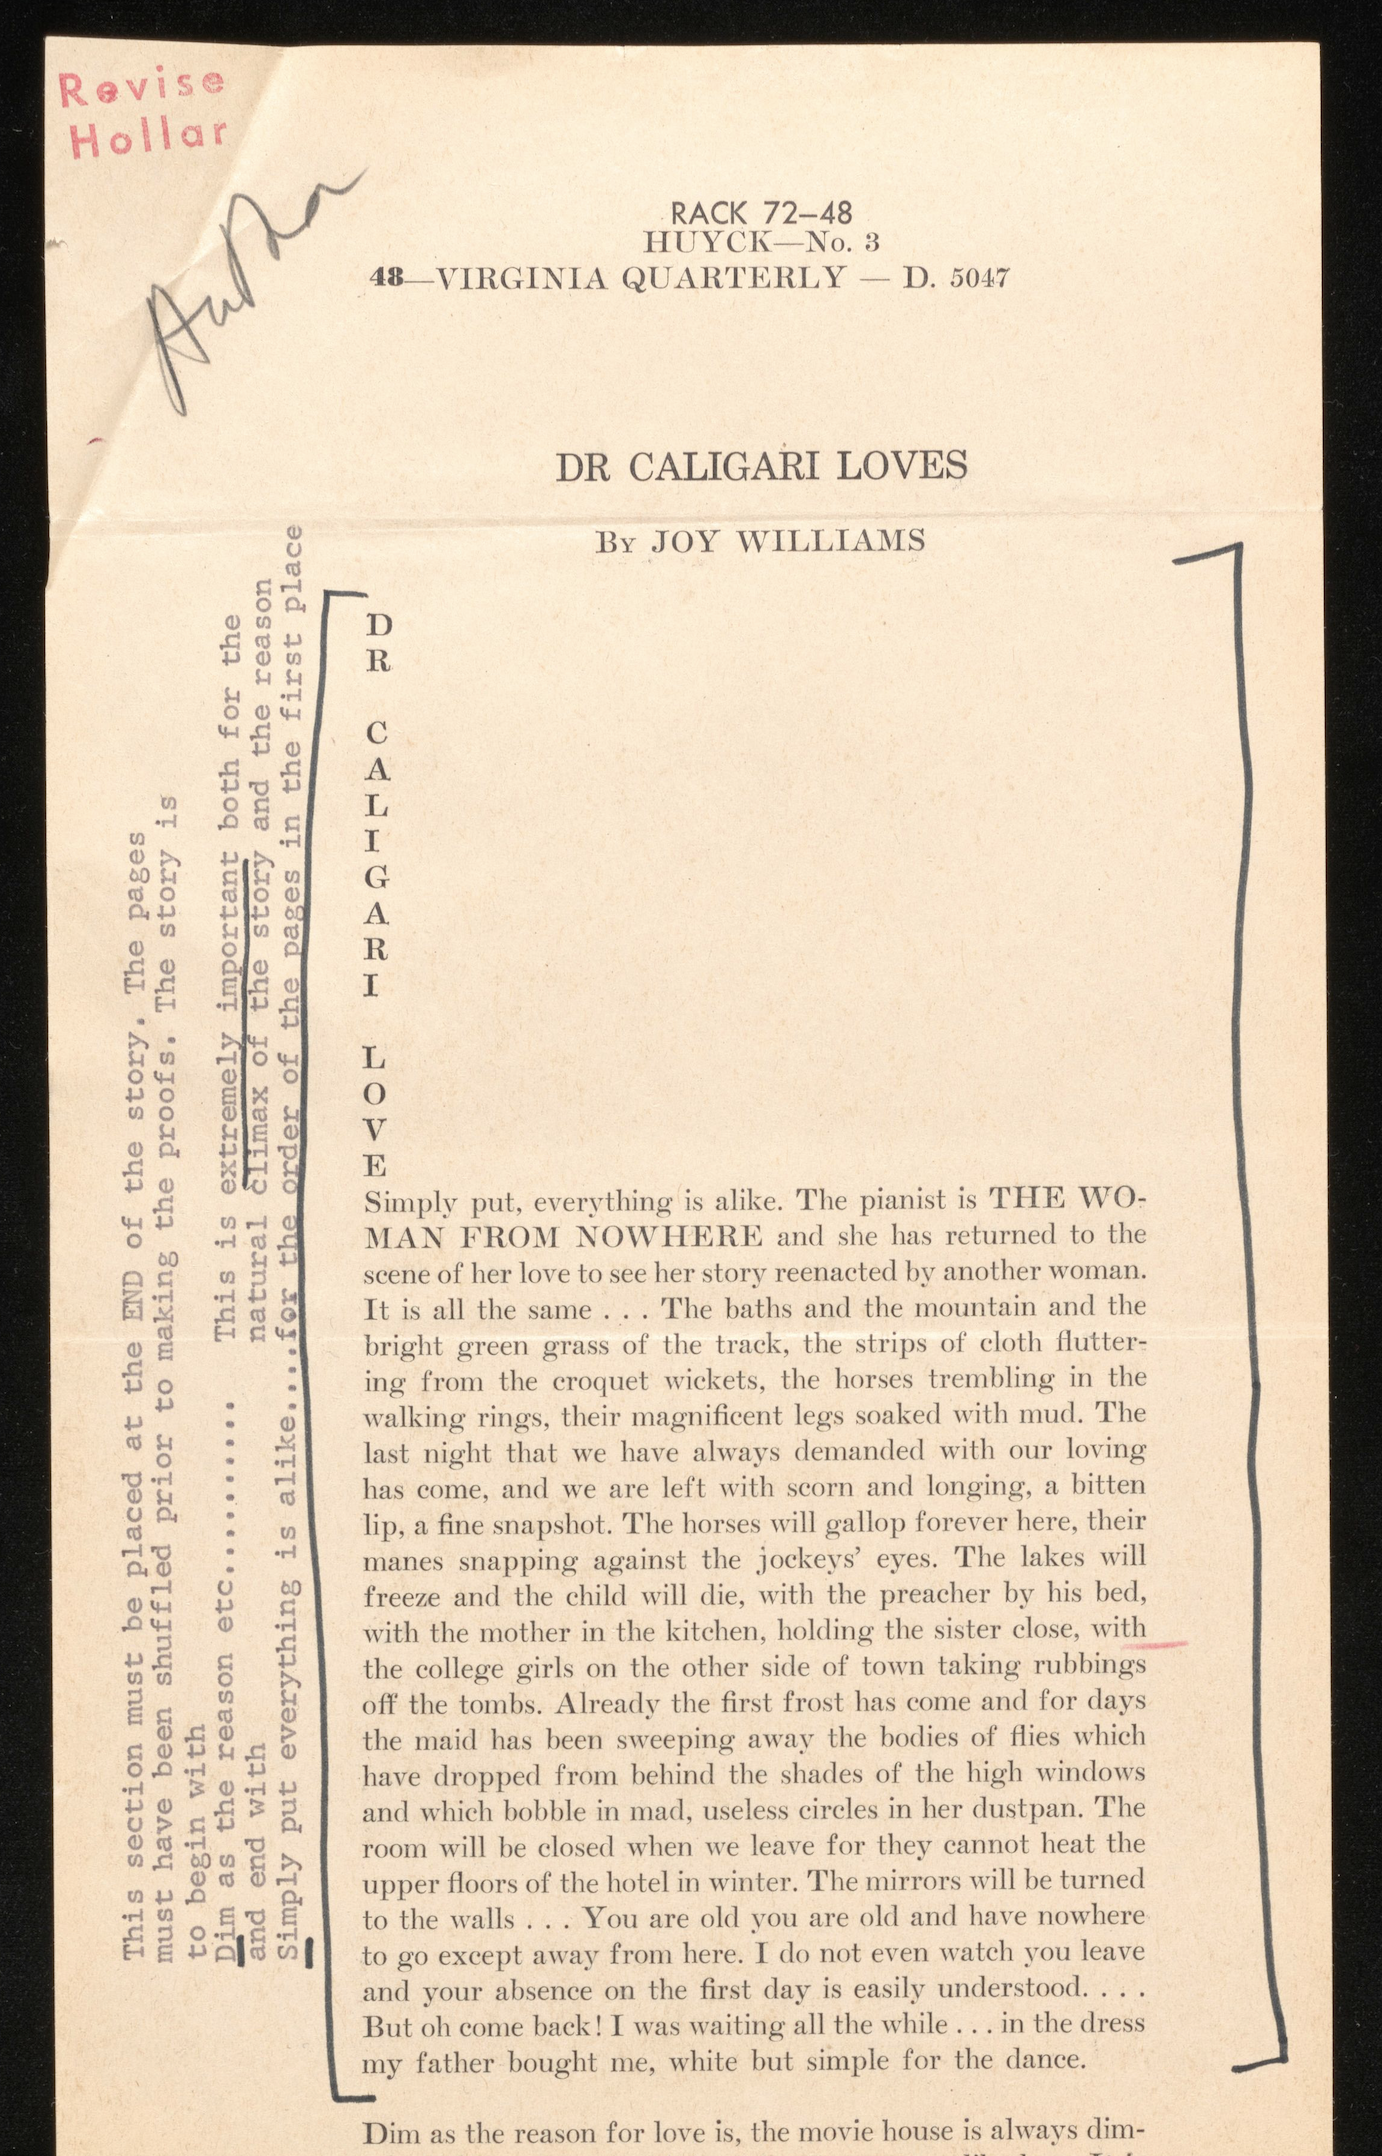 Revise
Hollar
RACK 72–48
HUYCK—No. 3
48—VIRGINIA QUARTERLY — D. 5047
DR CALIGARI LOVES
By JOY WILLIAMS
This section must be placed at the END of the story. The pages
must have been shuffled prior to making the proofs. The story is
to begin with
Dim as the reason etc.......... This is extremely important both for the
and end with natural climax of the story and the reason
Simply put everything is alike....for the order of the pages in the first place
D
R
C
A
L
I
G
A
R
I
L
O
V
E
Simply put, everything is alike. The pianist is THE WO-
MAN FROM NOWHERE and she has returned to the
scene of her love to see her story reenacted by another woman.
It is all the same . . . The baths and the mountain and the
bright green grass of the track, the strips of cloth flutter-
ing from the croquet wickets, the horses trembling in the
walking rings, their magnificent legs soaked with mud. The
last night that we have always demanded with our loving
has come, and we are left with scorn and longing, a bitten
lip, a fine snapshot. The horses will gallop forever here, their
manes snapping against the jockeys’ eyes. The lakes will
freeze and the child will die, with the preacher by his bed,
with the mother in the kitchen, holding the sister close, with
the college girls on the other side of town taking rubbings
off the tombs. Already the first frost has come and for days
the maid has been sweeping away the bodies of flies which
have dropped from behind the shades of the high windows
and which bobble in mad, useless circles in her dustpan. The
room will be closed when we leave for they cannot heat the
upper floors of the hotel in winter. The mirrors will be turned
to the walls . . . You are old you are old and have nowhere
to go except away from here. I do not even watch you leave
and your absence on the first day is easily understood. . . .
But oh come back! I was waiting all the while . . . in the dress
my father bought me, white but simple for the dance.
Dim as the reason for love is, the movie house is always dim-